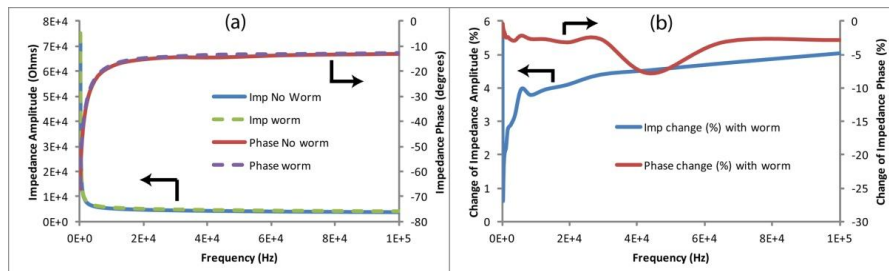 (a)
8E+4
7E+4
6E+4
5E+4
4E+4
3E+4
2E+4
1E+4
0E+0
Impedance Amplitude (Ohms)
0
-10
-20
-30
-40
-50
-60
-70
-80
Impedance Phase (degrees)
Imp No Worm
Imp worm
Phase No worm
Phase worm
0E+0 2E+4 4E+4 6E+4 8E+4 1E+5
Frequency (Hz)
(b)
6
5
4
3
2
1
0
Change of Impedance Amplitude (%)
0
-5
-10
-15
-20
-25
-30
Change of Impedance Phase (%)
Imp change (%) with worm
Phase change (%) with worm
0E+0 2E+4 4E+4 6E+4 8E+4 1E+5
Frequency (Hz)